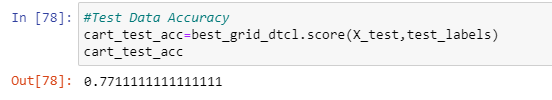 In [78]: #Test Data Accuracy
cart_test_acc=best_grid_dtcl.score(X_test,test_labels)
cart_test_acc
Out[78]: 0.7711111111111111